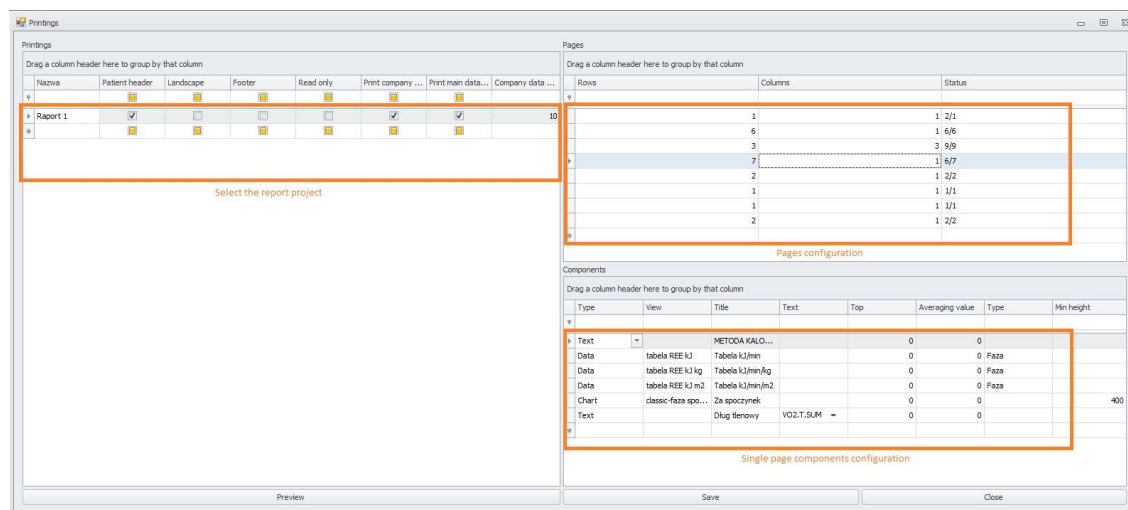 Printings
Printings
Drag a column header here to group by that column
Nazwa Patient header Landscape Footer Read only Print company ... Print main data... Company data ...
Raport 1 10
Select the report project
Preview
Pages
Drag a column header here to group by that column
Rows Columns Status
1 1 2/1
6 1 6/6
3 3 9/9
7 1 6/7
2 1 2/2
1 1 1/1
1 1 1/1
2 1 2/2
Pages configuration
Components
Drag a column header here to group by that column
Type View Title Text Top Averaging value Type Min height
Text METODA KALO... 0 0
Data tabela REE kJ Tabela kJ/min 0 0 Faza
Data tabela REE kJ kg Tabela kJ/min/kg 0 0 Faza
Data tabela REE kJ m2 Tabela kJ/min/m2 0 0 Faza
Chart classic-faza spo... Za spoczynek 0 0 400
Text Dług tlenowy VO2.T.SUM = 0 0
Single page components configuration
Save Close